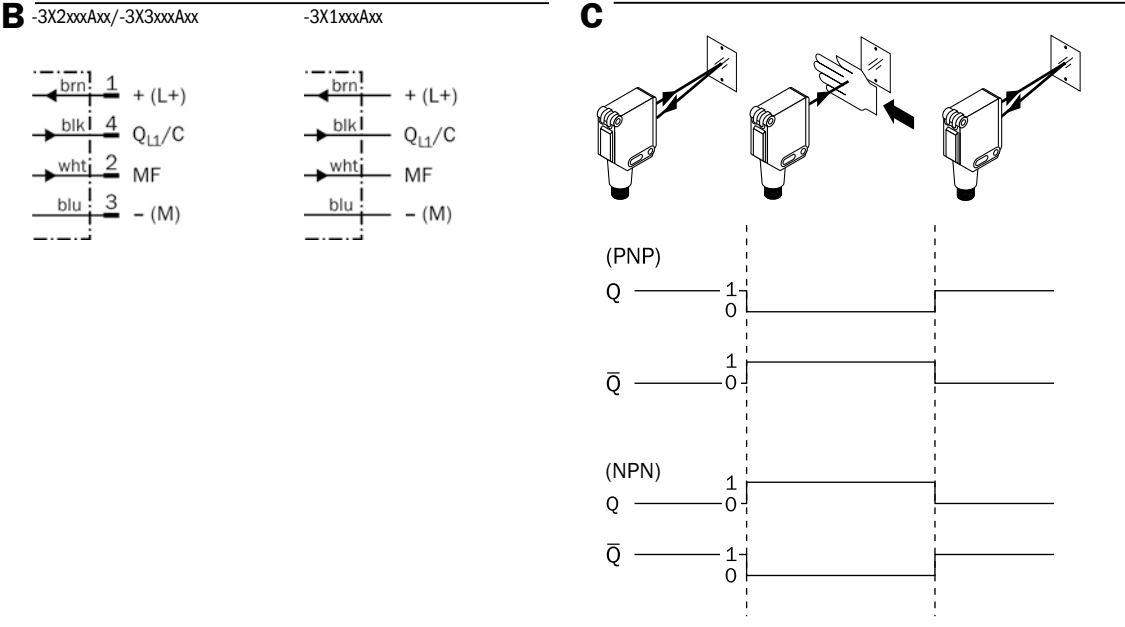 B -3X2xxxAxx/-3X3xxxAxx
brn 1 + (L+)
blk 4 QL1/C
wht 2 MF
blu 3 – (M)
-3X1xxxAxx
brn + (L+)
blk QL1/C
wht MF
blu – (M)
C
(PNP)
Q 1
0
1
Q̅ 0
(NPN)
1
Q 0
Q̅ 1
0